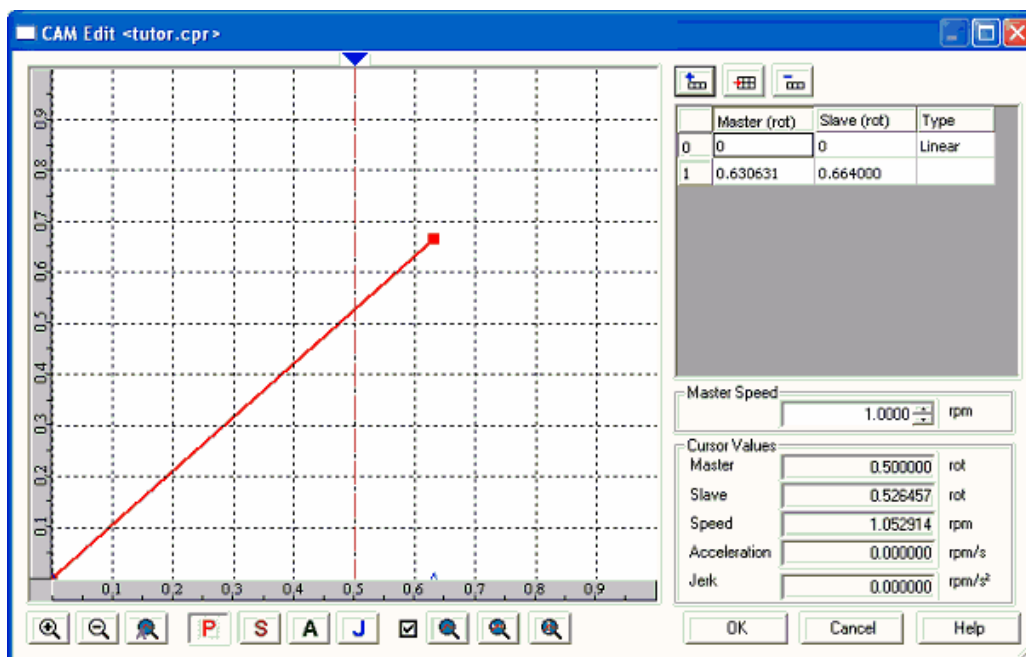 CAM Edit <tutor.cpr>
0,9
0,8
0,7
0,6
0,5
0,4
0,3
0,2
0,1
0,1 0,2 0,3 0,4 0,5 0,6 0,7 0,8 0,9
P S A J
Master (rot) Slave (rot) Type
0 0 0 Linear
1 0.630631 0.664000
Master Speed
1.0000 rpm
Cursor Values
Master 0.500000 rot
Slave 0.526457 rot
Speed 1.052914 rpm
Acceleration 0.000000 rpm/s
Jerk 0.000000 rpm/s²
OK Cancel Help